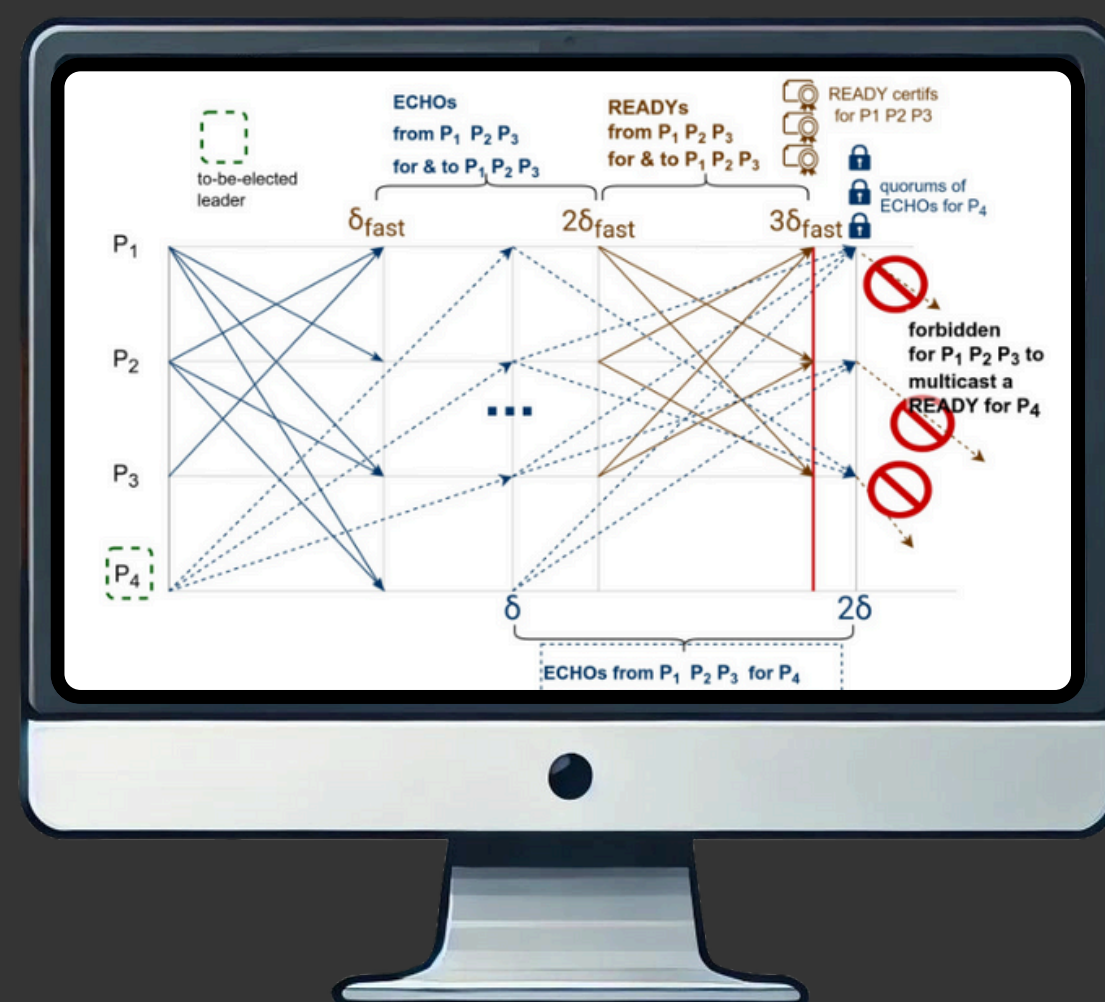 ECHOs
from P₁ P₂ P₃
for & to P₁ P₂ P₃
READYs
from P₁ P₂ P₃
for & to P₁ P₂ P₃
READY certifs
for P1 P2 P3
quorums of
ECHOs for P₄
to-be-elected
leader
δfast
2δfast
3δfast
P₁
P₂
P₃
P₄
...
forbidden
for P₁ P₂ P₃ to
multicast a
READY for P₄
δ
2δ
ECHOs from P₁ P₂ P₃ for P₄